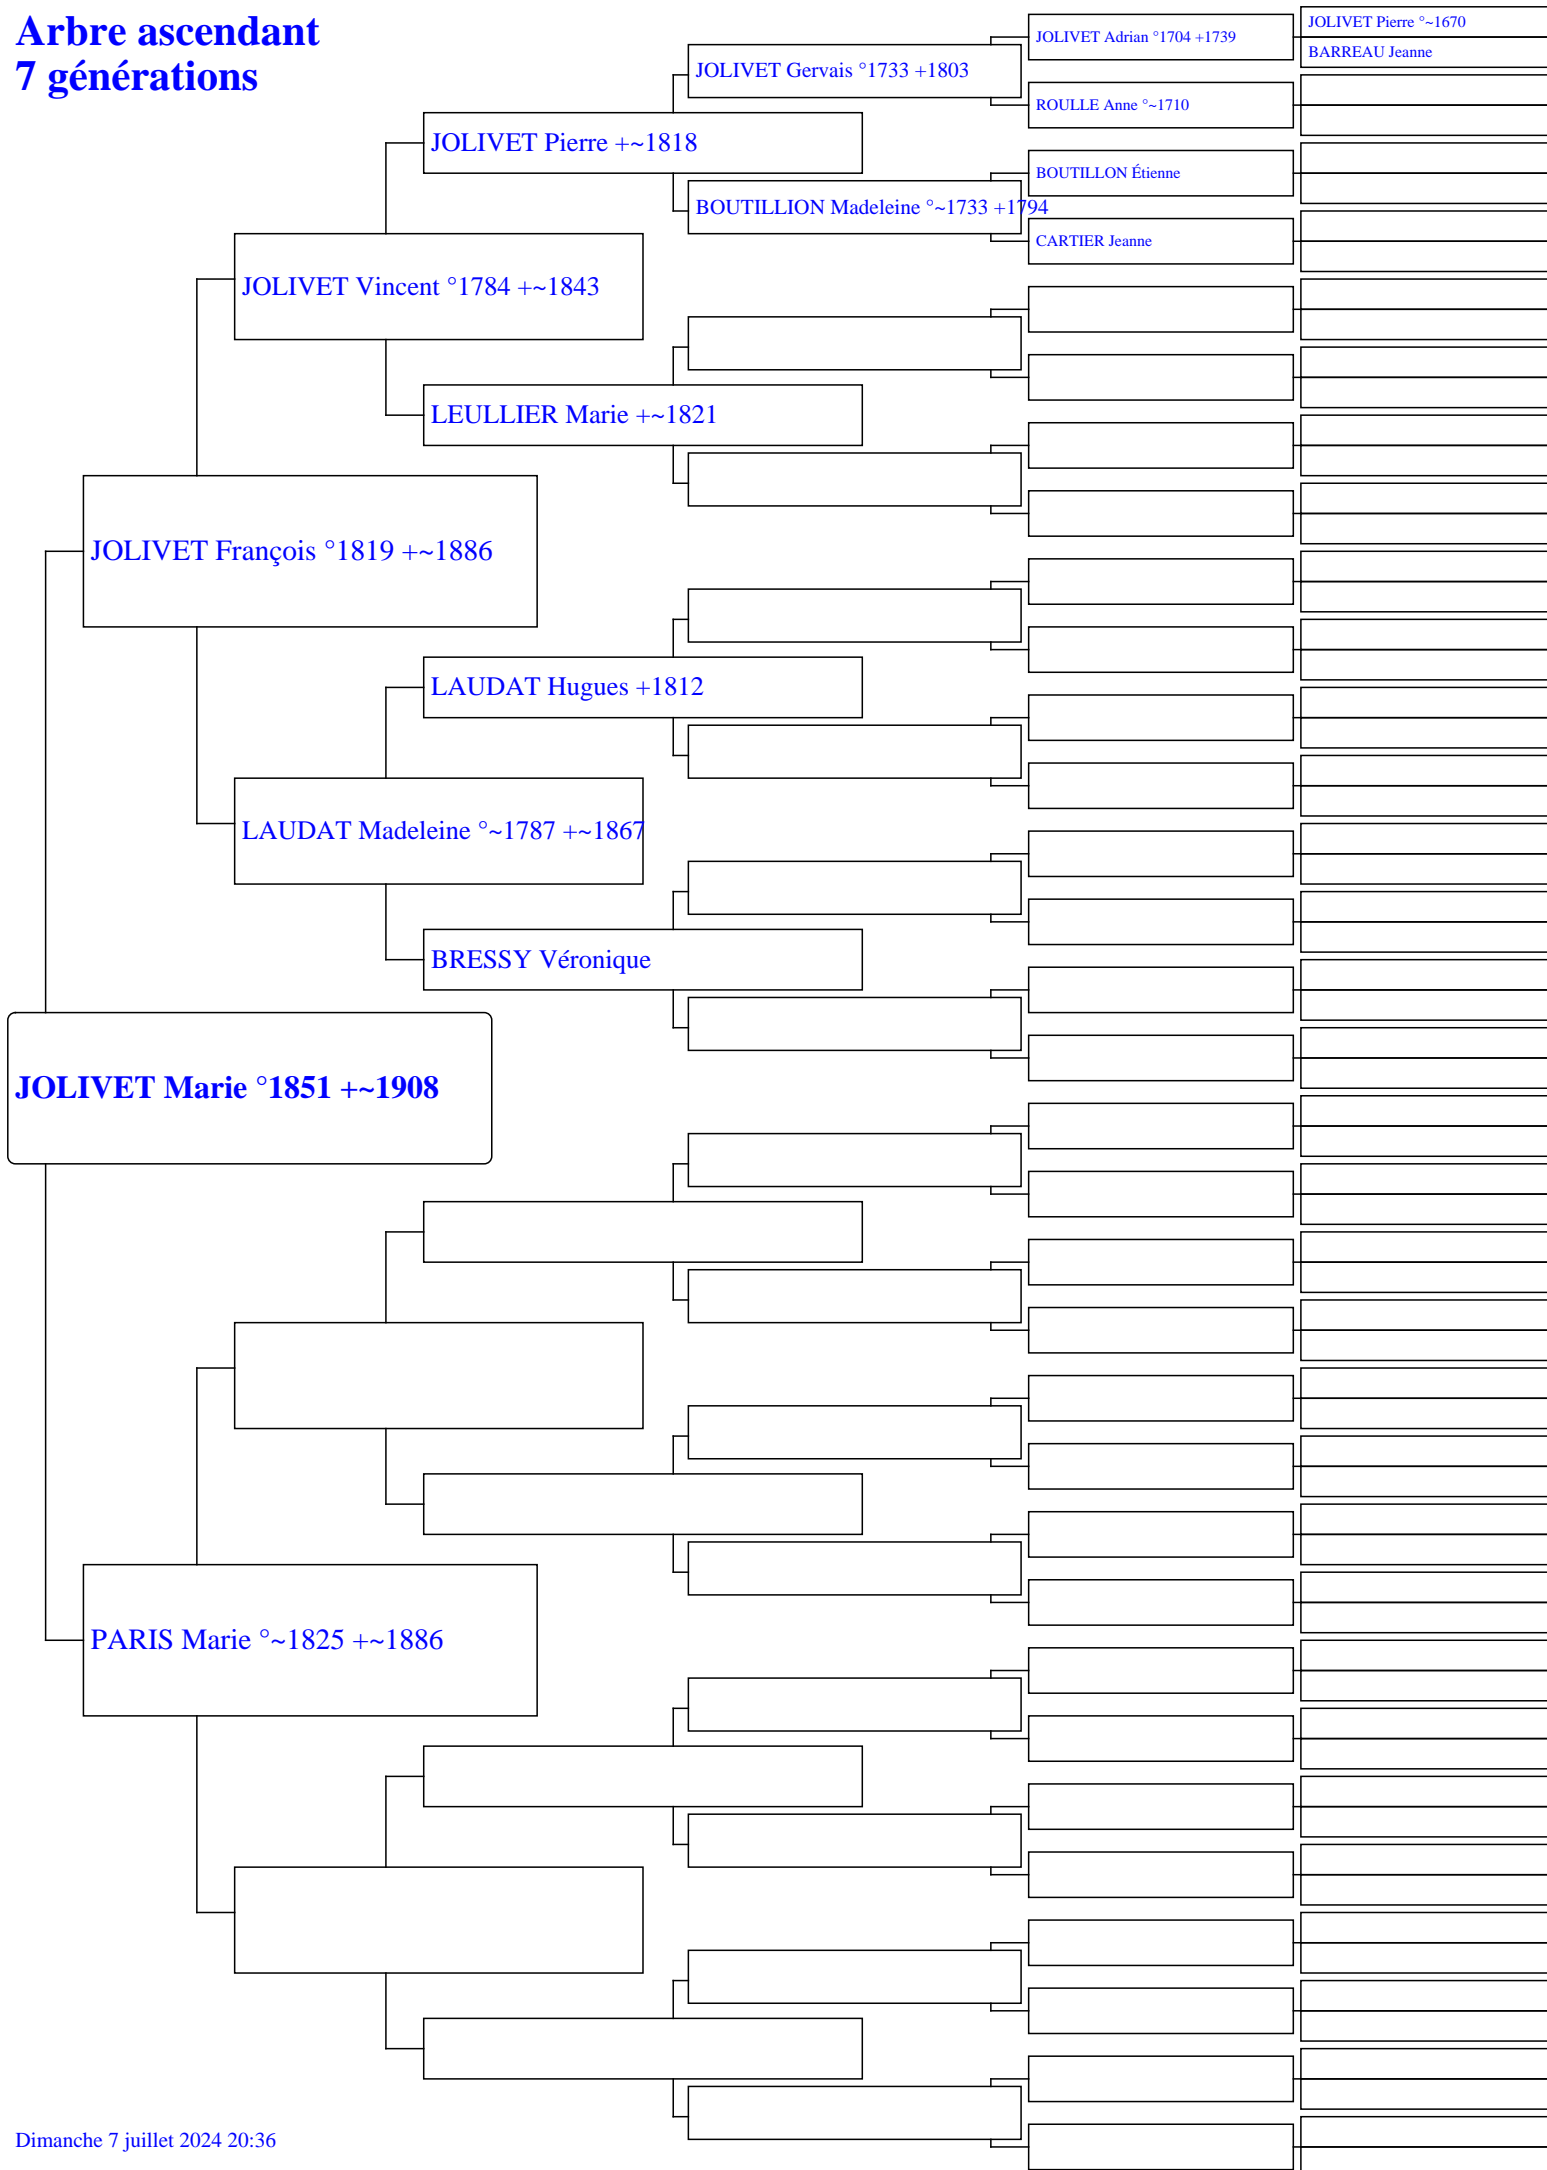 Arbre ascendant
7 générations
JOLIVET Pierre °~1670
BARREAU Jeanne
JOLIVET Adrian °1704 +1739
JOLIVET Gervais °1733 +1803
ROULLE Anne °~1710
JOLIVET Pierre +~1818
BOUTILLON Étienne
BOUTILLION Madeleine °~1733 +1794
CARTIER Jeanne
JOLIVET Vincent °1784 +~1843
LEULLIER Marie +~1821
JOLIVET François °1819 +~1886
LAUDAT Hugues +1812
LAUDAT Madeleine °~1787 +~1867
BRESSY Véronique
JOLIVET Marie °1851 +~1908
PARIS Marie °~1825 +~1886
Dimanche 7 juillet 2024 20:36